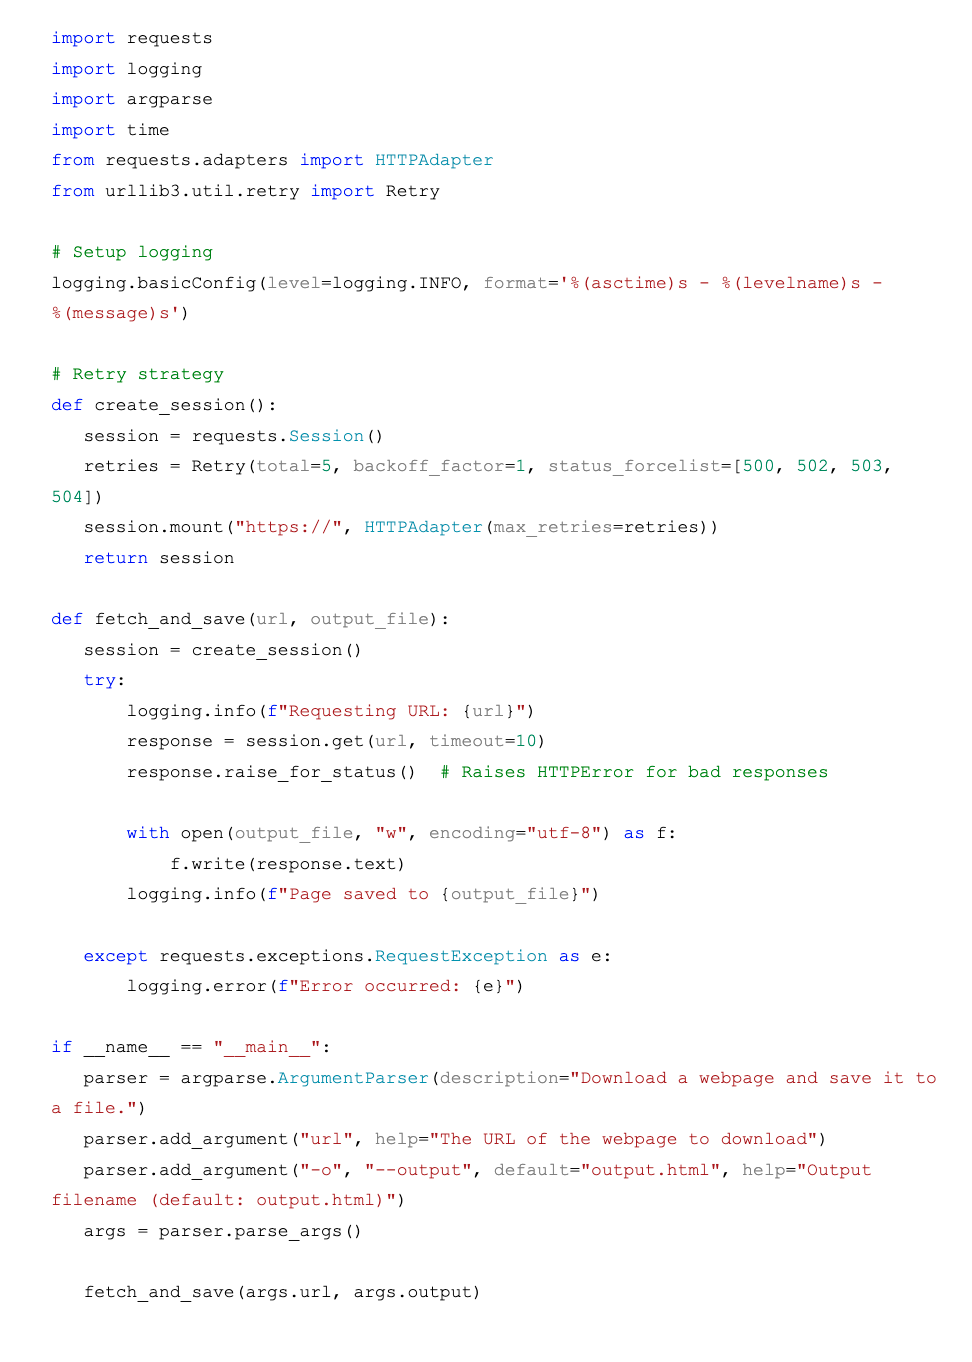 import requests
import logging
import argparse
import time
from requests.adapters import HTTPAdapter
from urllib3.util.retry import Retry

# Setup logging
logging.basicConfig(level=logging.INFO, format='%(asctime)s - %(levelname)s -
%(message)s')

# Retry strategy
def create_session():
   session = requests.Session()
   retries = Retry(total=5, backoff_factor=1, status_forcelist=[500, 502, 503,
504])
   session.mount("https://", HTTPAdapter(max_retries=retries))
   return session

def fetch_and_save(url, output_file):
   session = create_session()
   try:
       logging.info(f"Requesting URL: {url}")
       response = session.get(url, timeout=10)
       response.raise_for_status()  # Raises HTTPError for bad responses

       with open(output_file, "w", encoding="utf-8") as f:
           f.write(response.text)
       logging.info(f"Page saved to {output_file}")

   except requests.exceptions.RequestException as e:
       logging.error(f"Error occurred: {e}")

if __name__ == "__main__":
   parser = argparse.ArgumentParser(description="Download a webpage and save it to
a file.")
   parser.add_argument("url", help="The URL of the webpage to download")
   parser.add_argument("-o", "--output", default="output.html", help="Output
filename (default: output.html)")
   args = parser.parse_args()

   fetch_and_save(args.url, args.output)